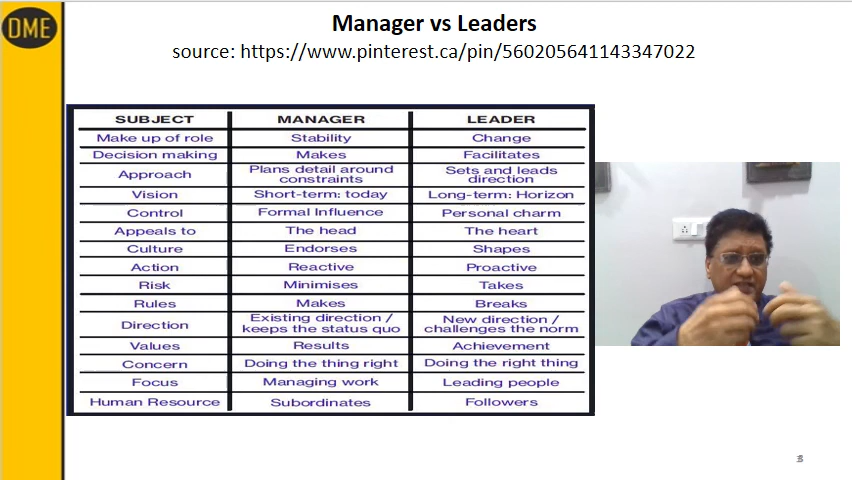 DME
Manager vs Leaders
source: https://www.pinterest.ca/pin/560205641143347022
SUBJECT MANAGER LEADER
Make up of role Stability Change
Decision making Makes Facilitates
Approach Plans detail around constraints Sets and leads direction
Vision Short-term: today Long-term: Horizon
Control Formal Influence Personal charm
Appeals to The head The heart
Culture Endorses Shapes
Action Reactive Proactive
Risk Minimises Takes
Rules Makes Breaks
Direction Existing direction / keeps the status quo New direction / challenges the norm
Values Results Achievement
Concern Doing the thing right Doing the right thing
Focus Managing work Leading people
Human Resource Subordinates Followers